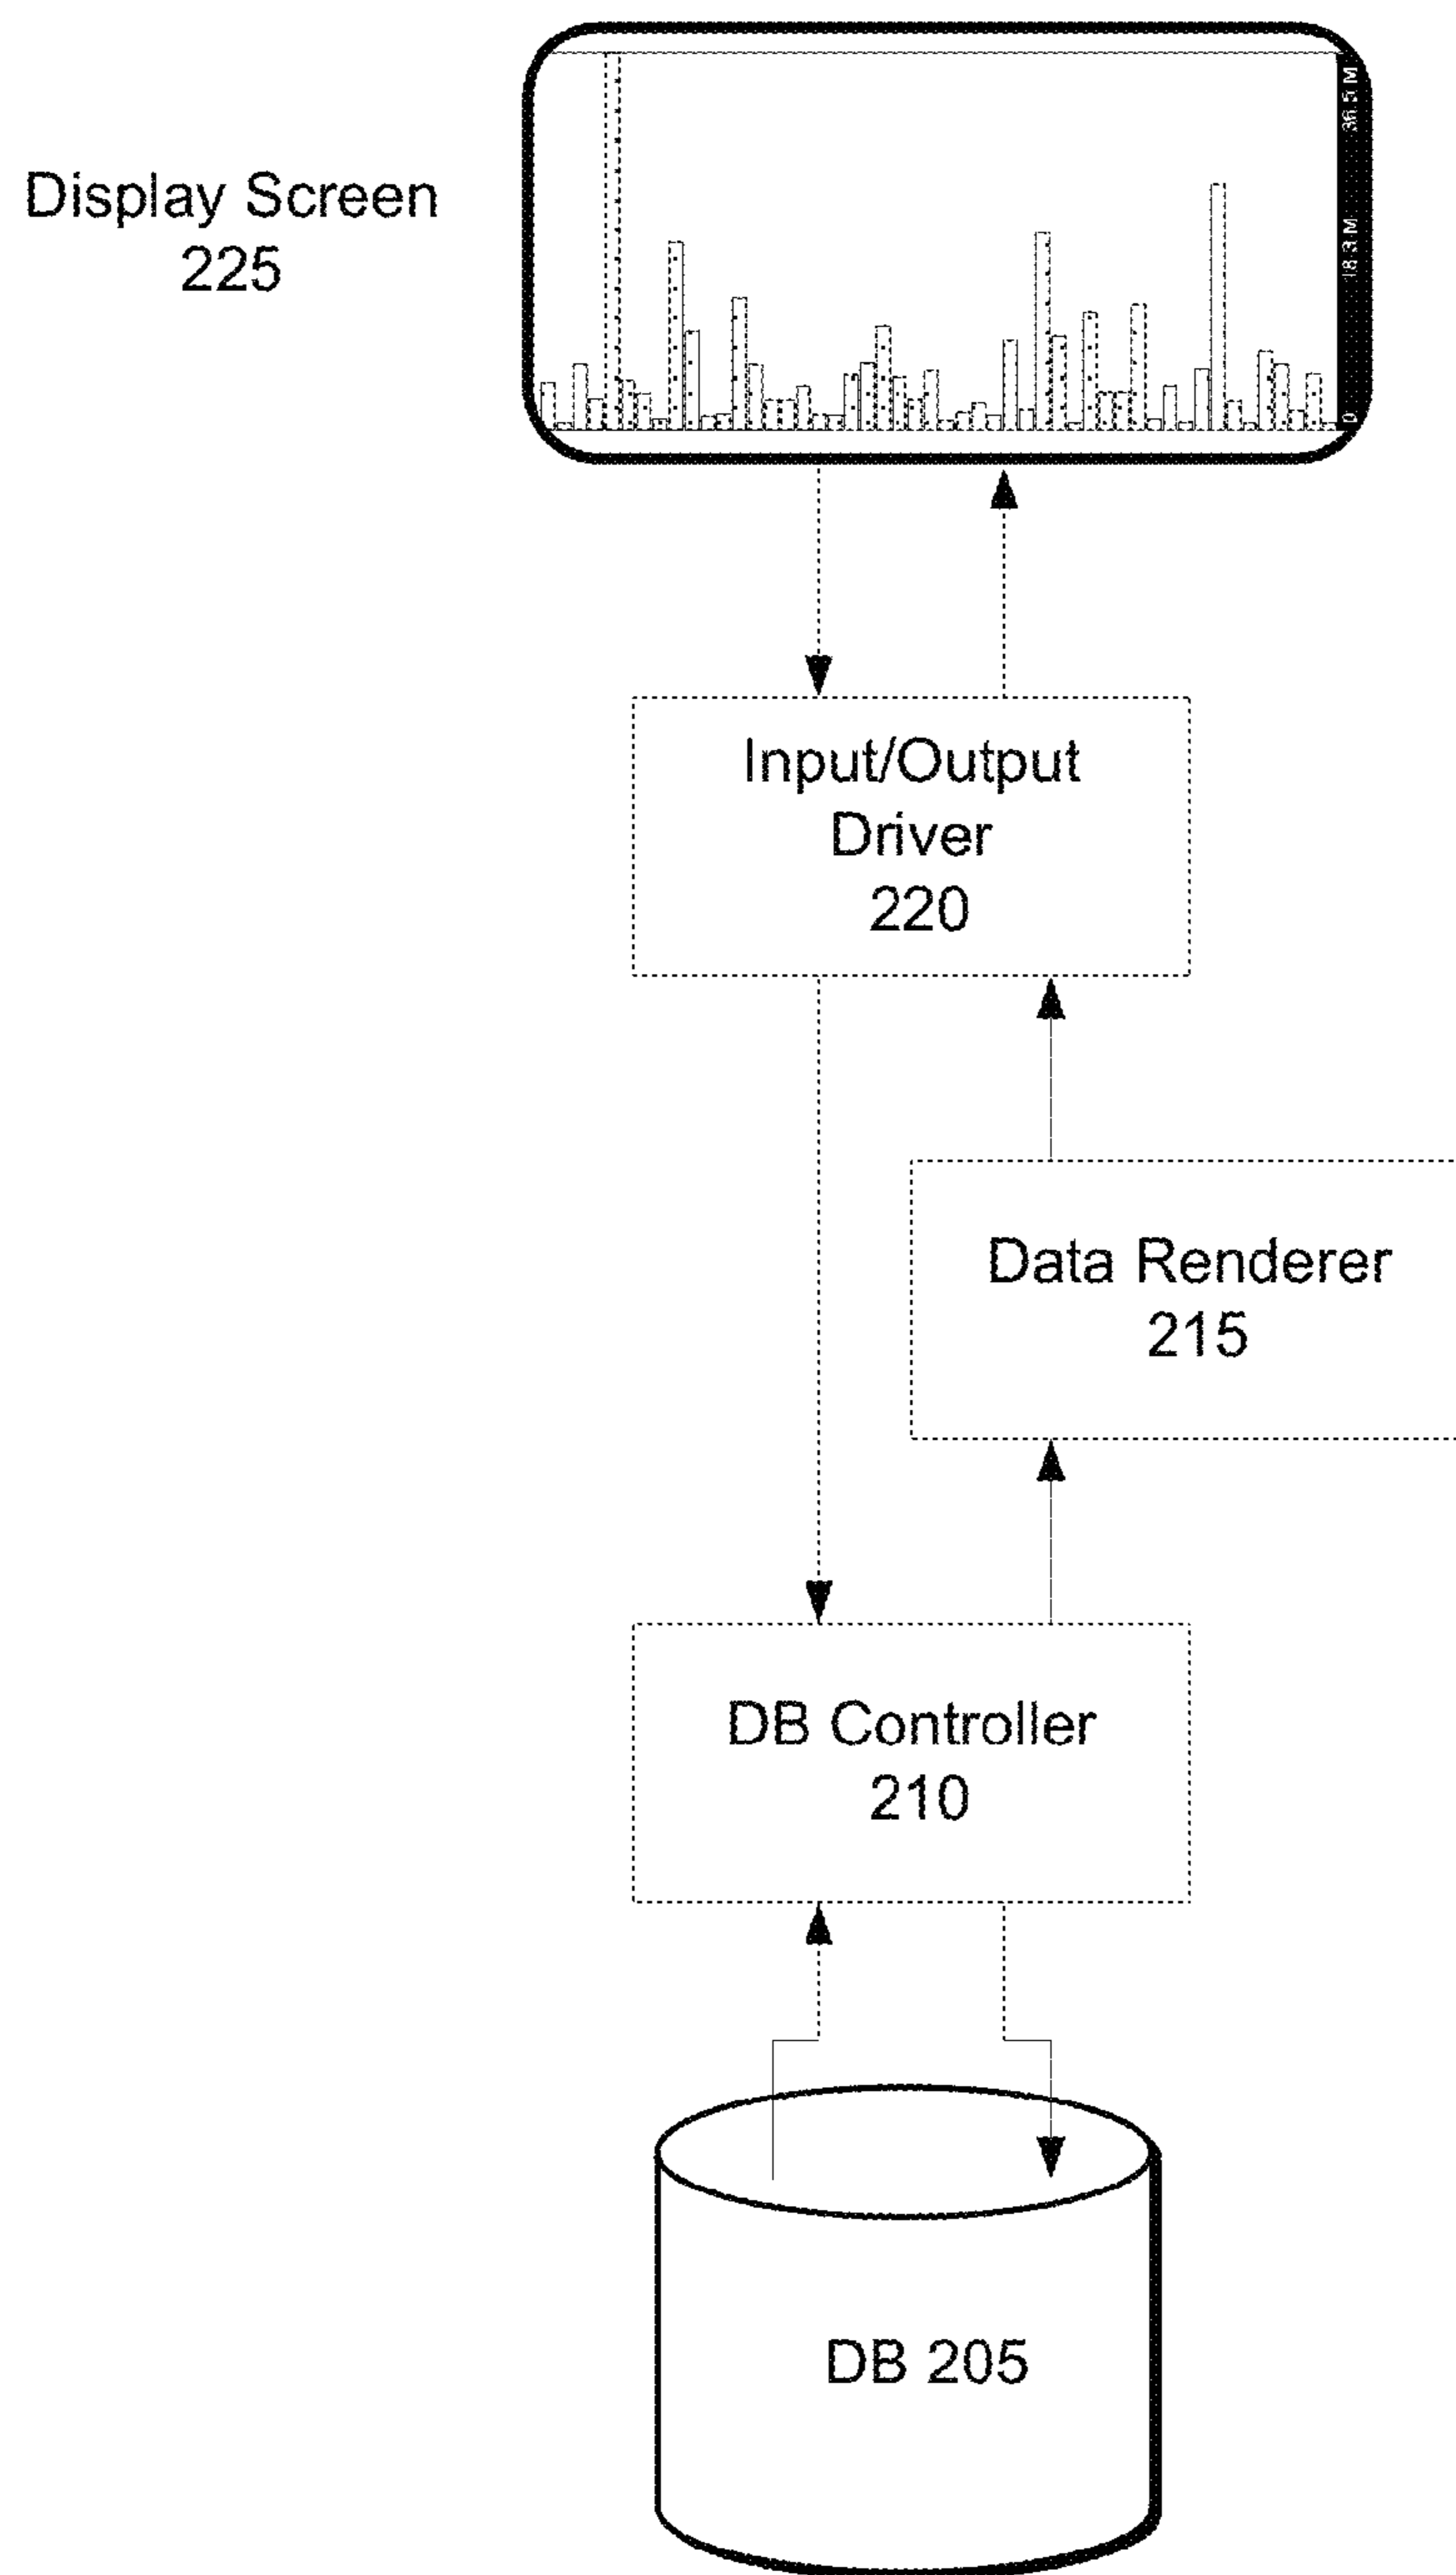 36.5 M
18.3 M
0
Display Screen
225
Input/Output
Driver
220
Data Renderer
215
DB Controller
210
DB 205